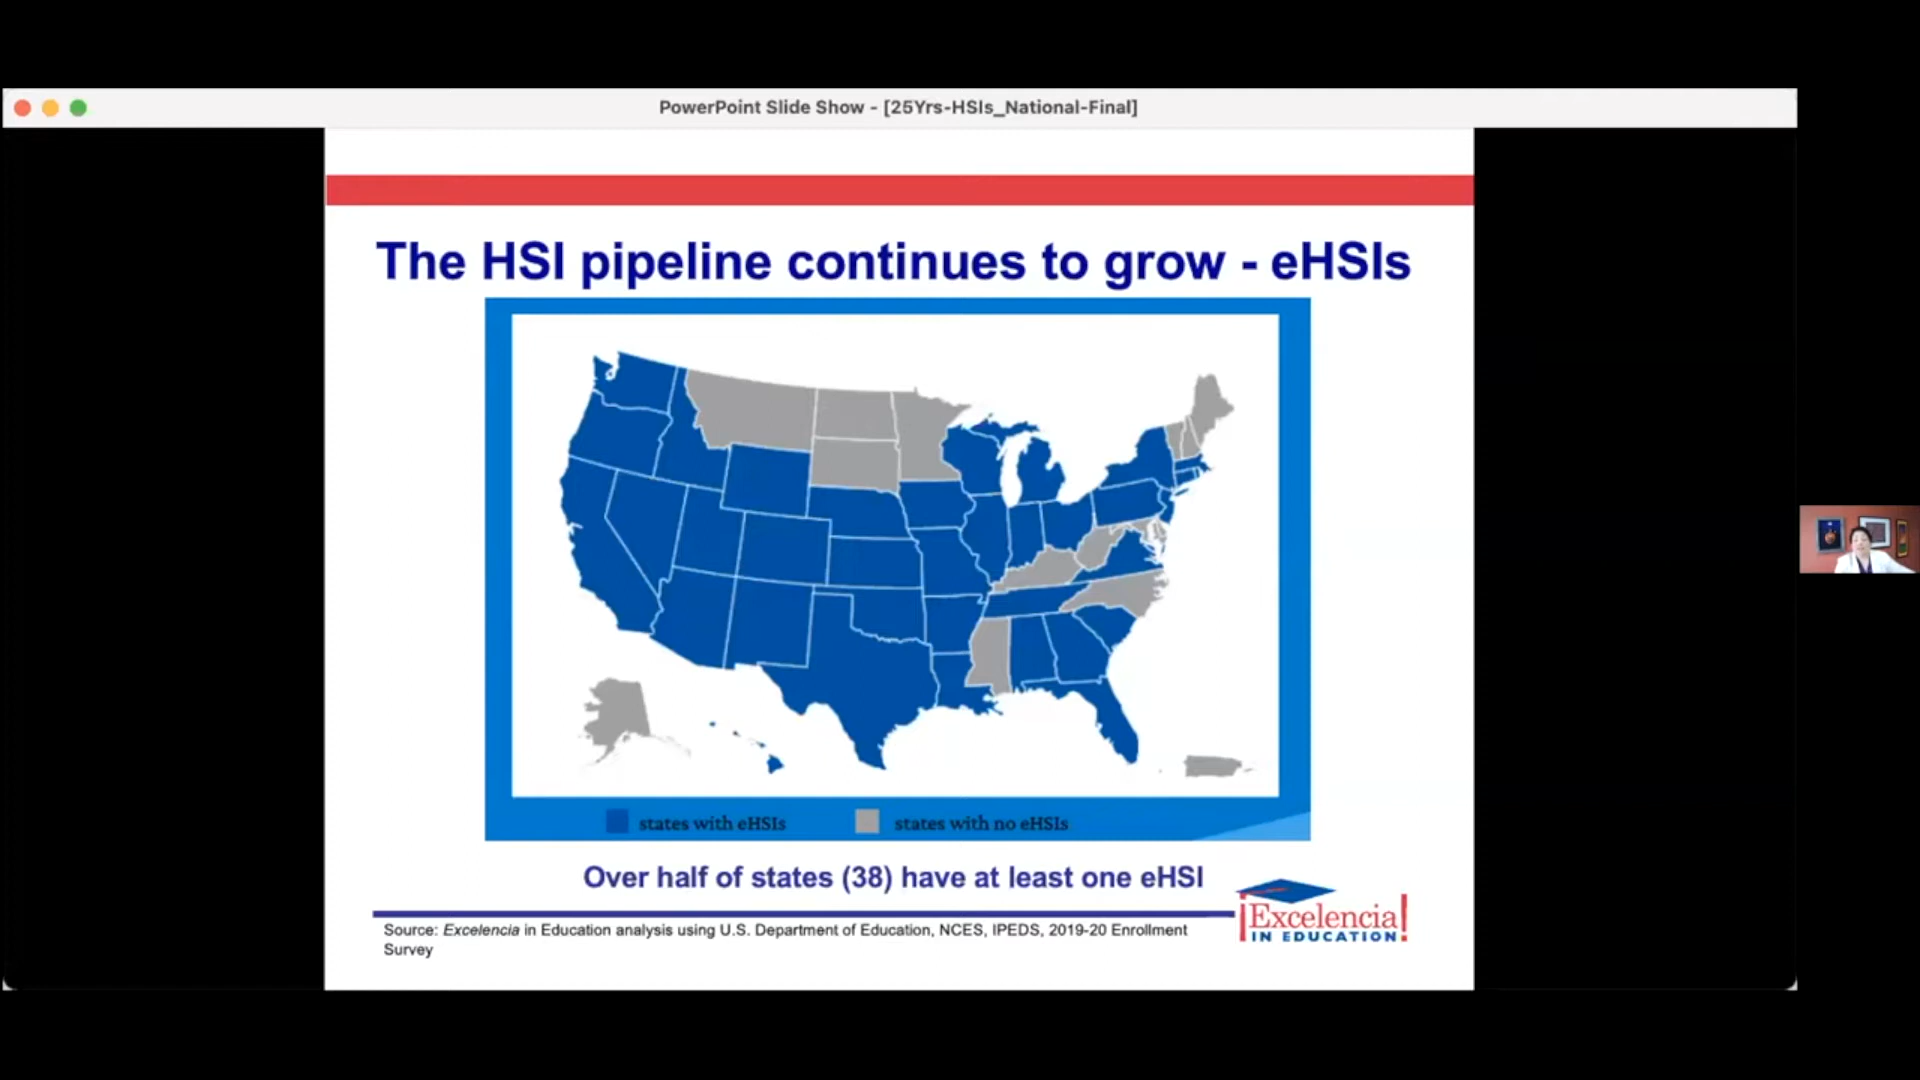 PowerPoint Slide Show - [25Yrs-HSIs_National-Final]
The HSI pipeline continues to grow - eHSIs
states with eHSIs
states with no eHSIs
Over half of states (38) have at least one eHSI
Source: Excelencia in Education analysis using U.S. Department of Education, NCES, IPEDS, 2019-20 Enrollment
Survey
¡Excelencia!
IN EDUCATION